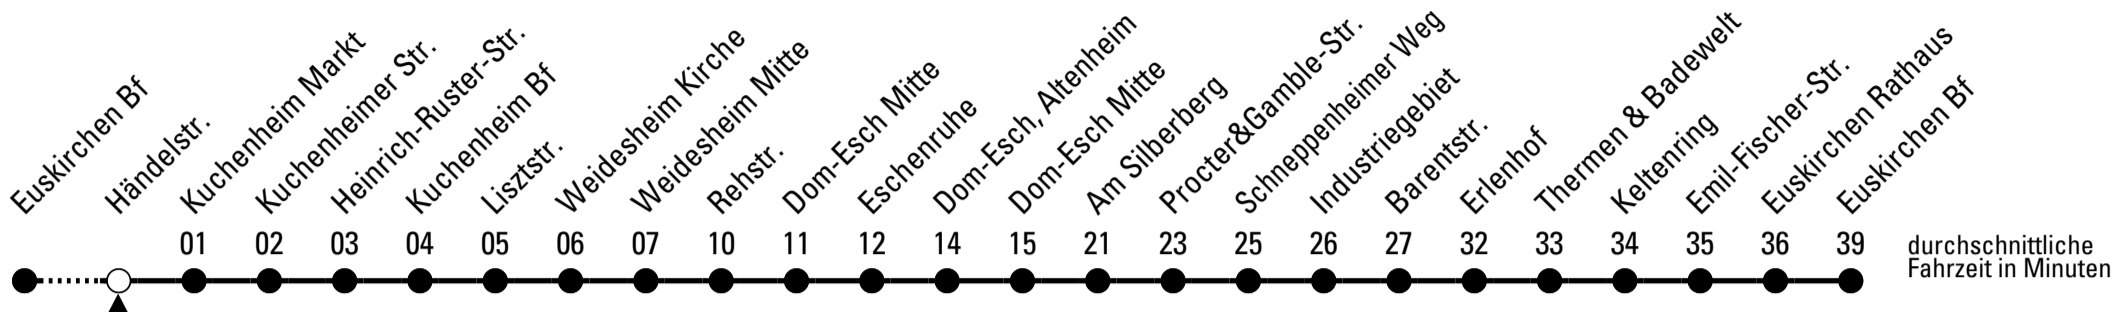 Euskirchen Bf
Händelstr.
Kuchenheim Markt
Kuchenheimer Str.
Heinrich-Ruster-Str.
Kuchenheim Bf
Lisztstr.
Weidesheim Kirche
Weidesheim Mitte
Rehstr.
Dom-Esch Mitte
Eschenruhe
Dom-Esch, Altenheim
Dom-Esch Mitte
Am Silberberg
Procter&Gamble-Str.
Schneppenheimer Weg
Industriegebiet
Barentstr.
Erlenhof
Thermen & Badewelt
Keltenring
Emil-Fischer-Str.
Euskirchen Rathaus
Euskirchen Bf
01 02 03 04 05 06 07 10 11 12 14 15 21 23 25 26 27 32 33 34 35 36 39
durchschnittliche
Fahrzeit in Minuten